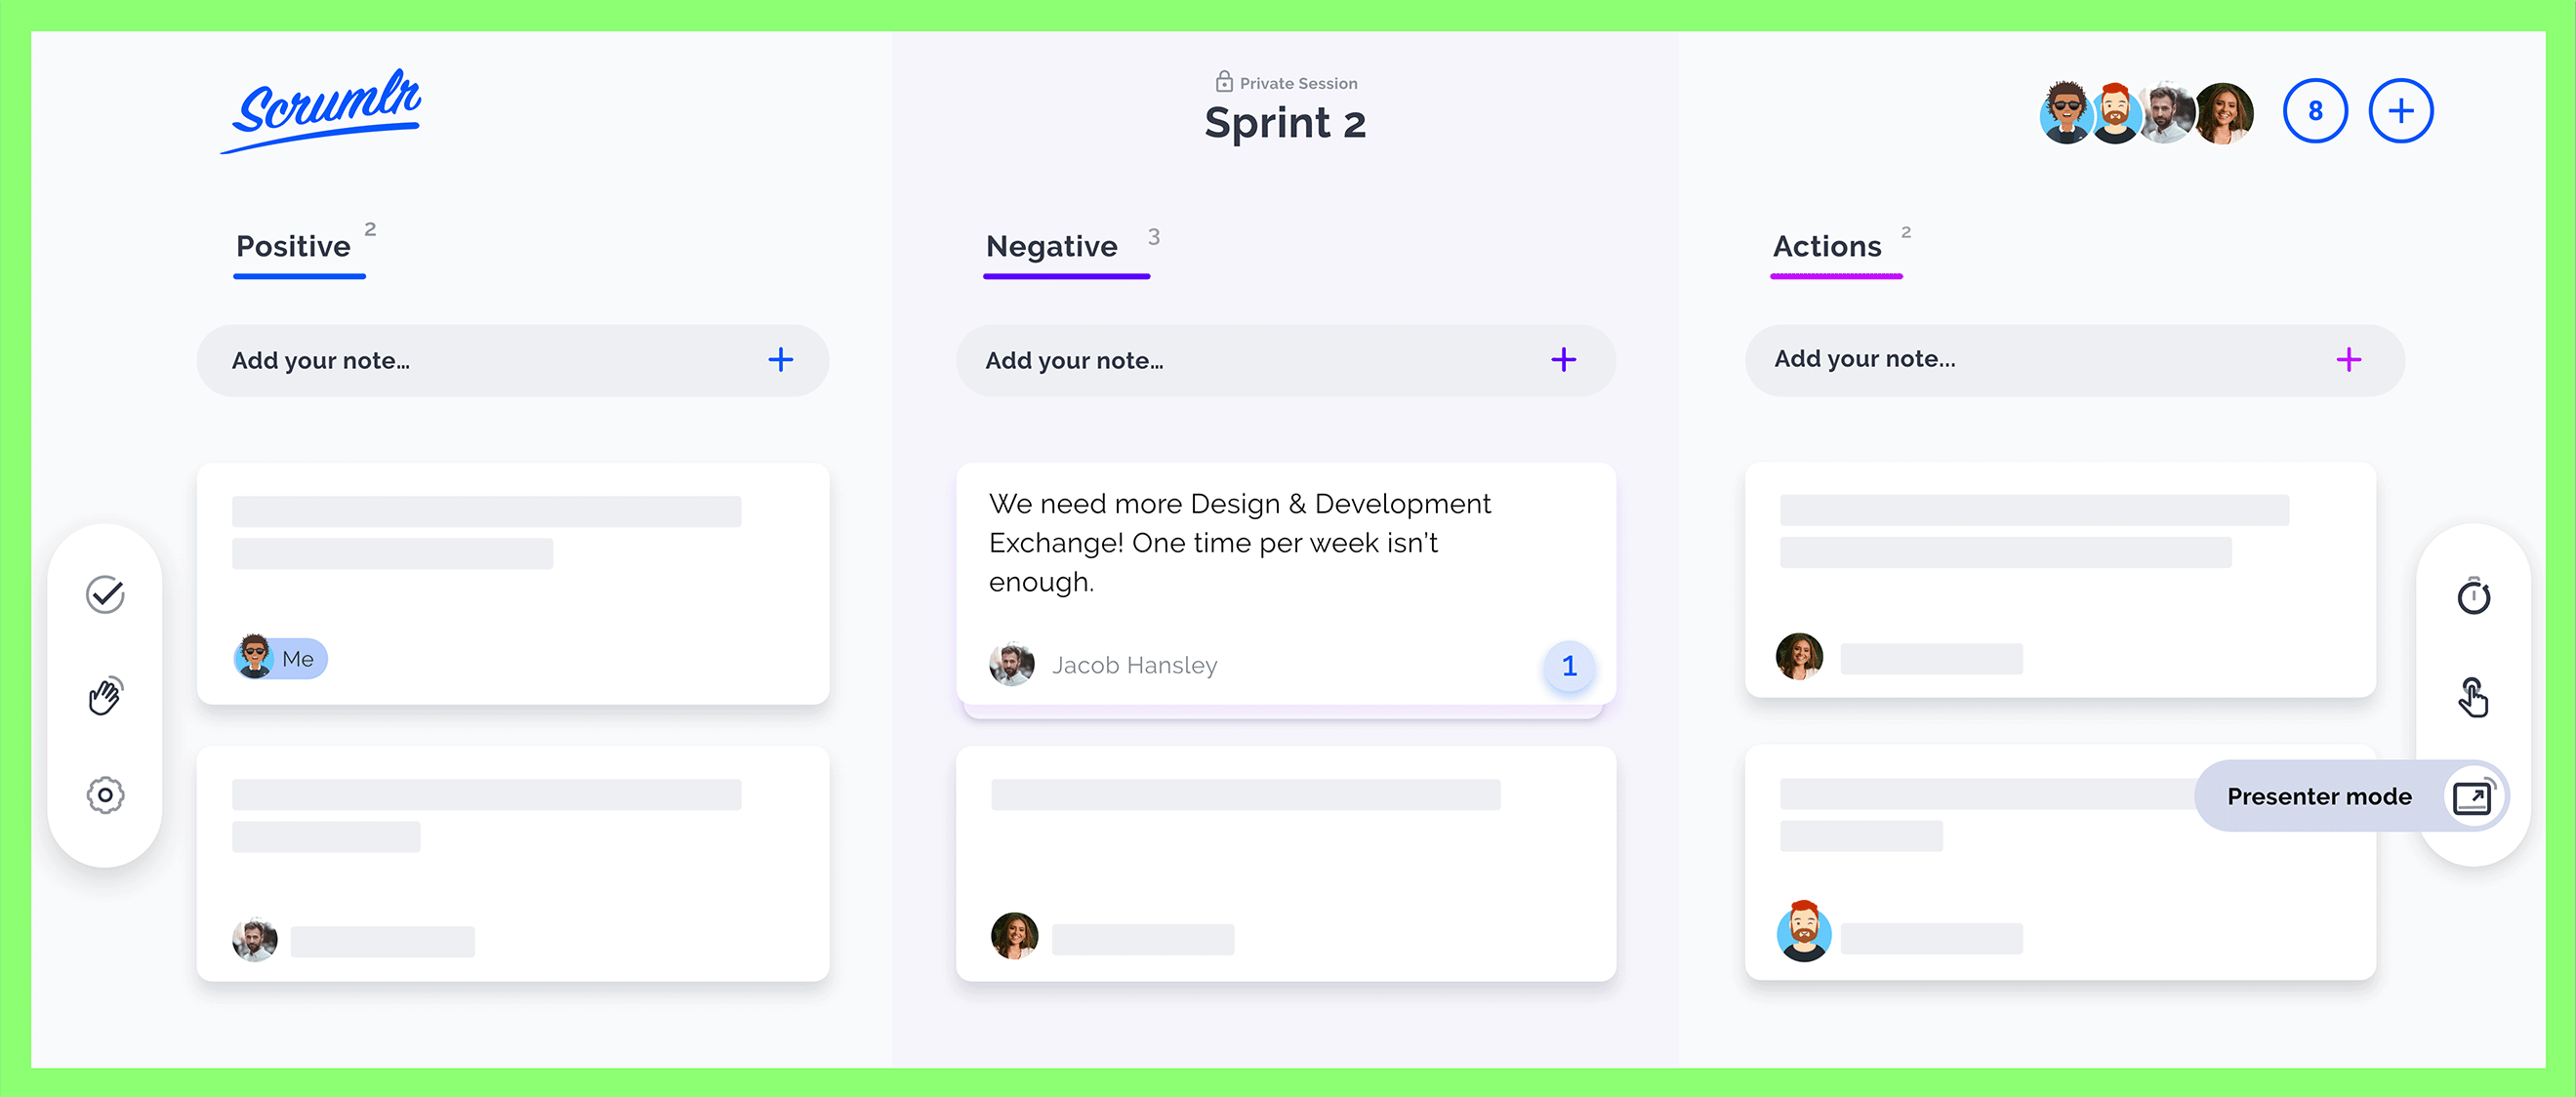 Scrumlr
Private Session
Sprint 2
8
Positive 2
Negative 3
Actions 2
Add your note...
Add your note...
Add your note...
Me
We need more Design & Development
Exchange! One time per week isn't
enough.
Jacob Hansley
1
Presenter mode